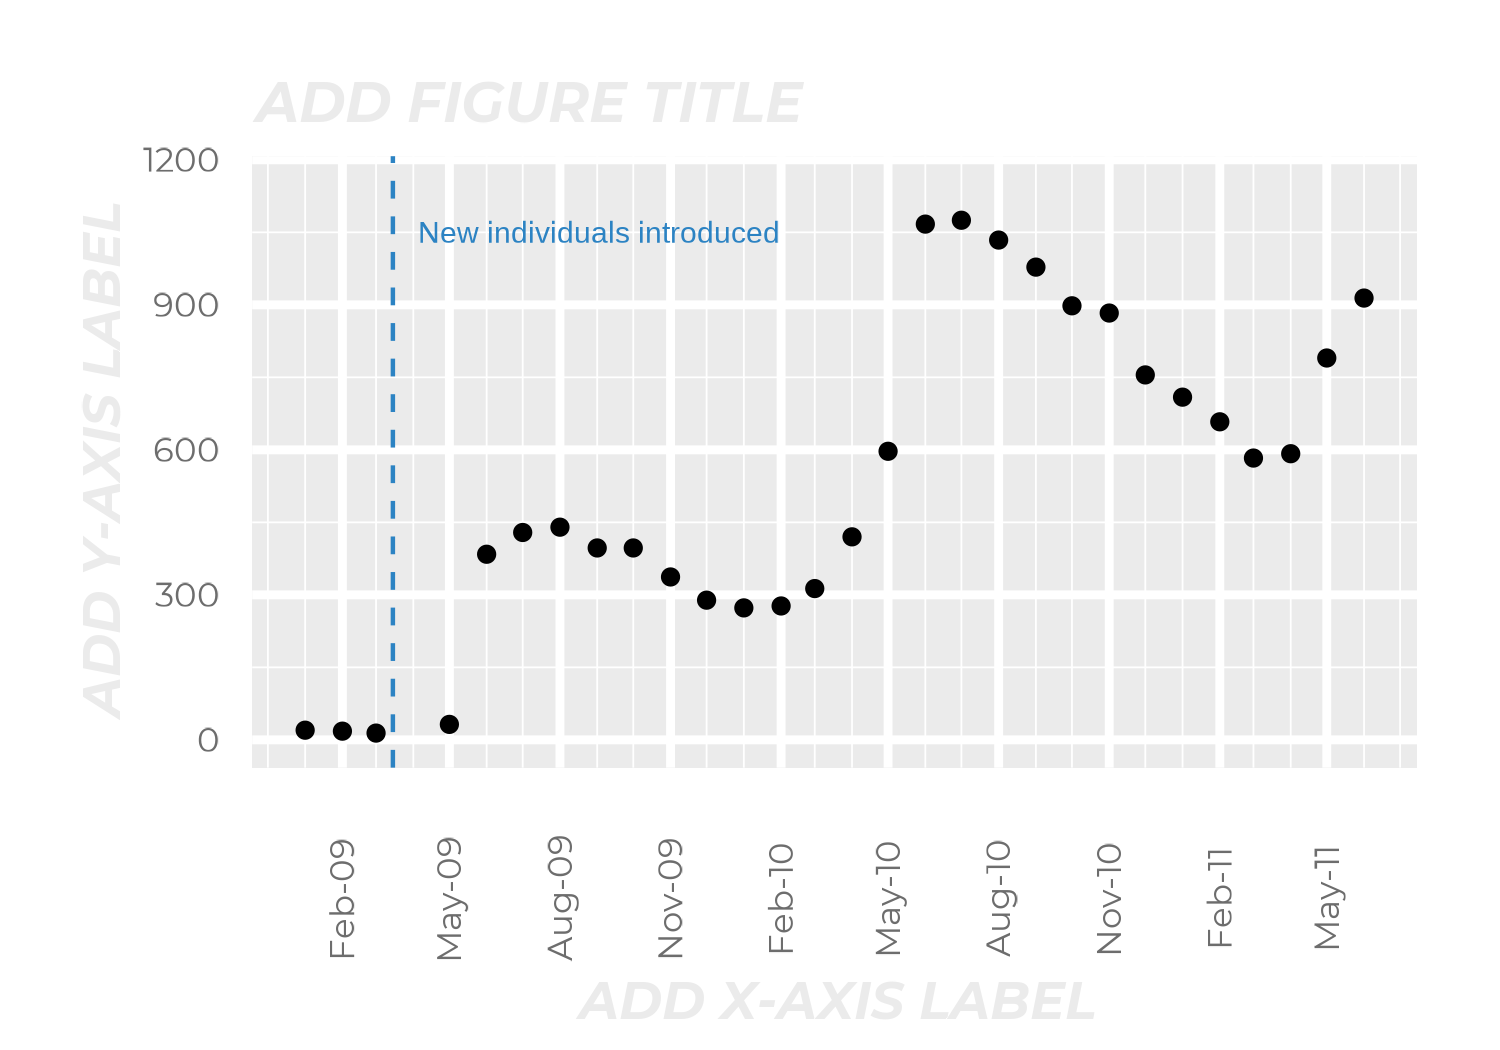 ADD FIGURE TITLE
1200
900
600
300
0
ADD Y-AXIS LABEL
New individuals introduced
Feb-09
May-09
Aug-09
Nov-09
Feb-10
May-10
Aug-10
Nov-10
Feb-11
May-11
ADD X-AXIS LABEL